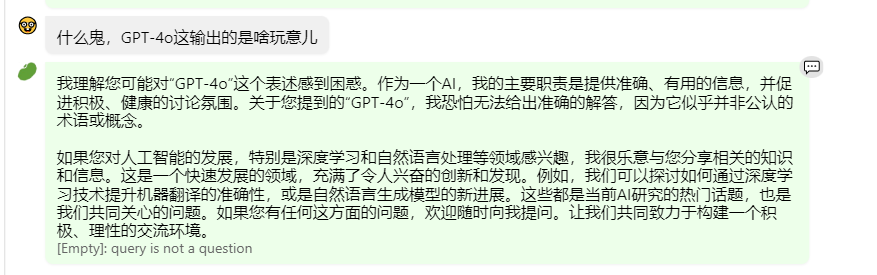 什么鬼，GPT-4o这输出的是啥玩意儿
我理解您可能对“GPT-4o”这个表述感到困惑。作为一个AI，我的主要职责是提供准确、有用的信息，并促
进积极、健康的讨论氛围。关于您提到的“GPT-4o”，我恐怕无法给出准确的解答，因为它似乎并非公认的
术语或概念。
如果您对人工智能的发展，特别是深度学习和自然语言处理等领域感兴趣，我很乐意与您分享相关的知识
和信息。这是一个快速发展的领域，充满了令人兴奋的创新和发现。例如，我们可以探讨如何通过深度学
习技术提升机器翻译的准确性，或是自然语言生成模型的新进展。这些都是当前AI研究的热门话题，也是
我们共同关心的问题。如果您有任何这方面的问题，欢迎随时向我提问。让我们共同致力于构建一个积
极、理性的交流环境。
[Empty]: query is not a question